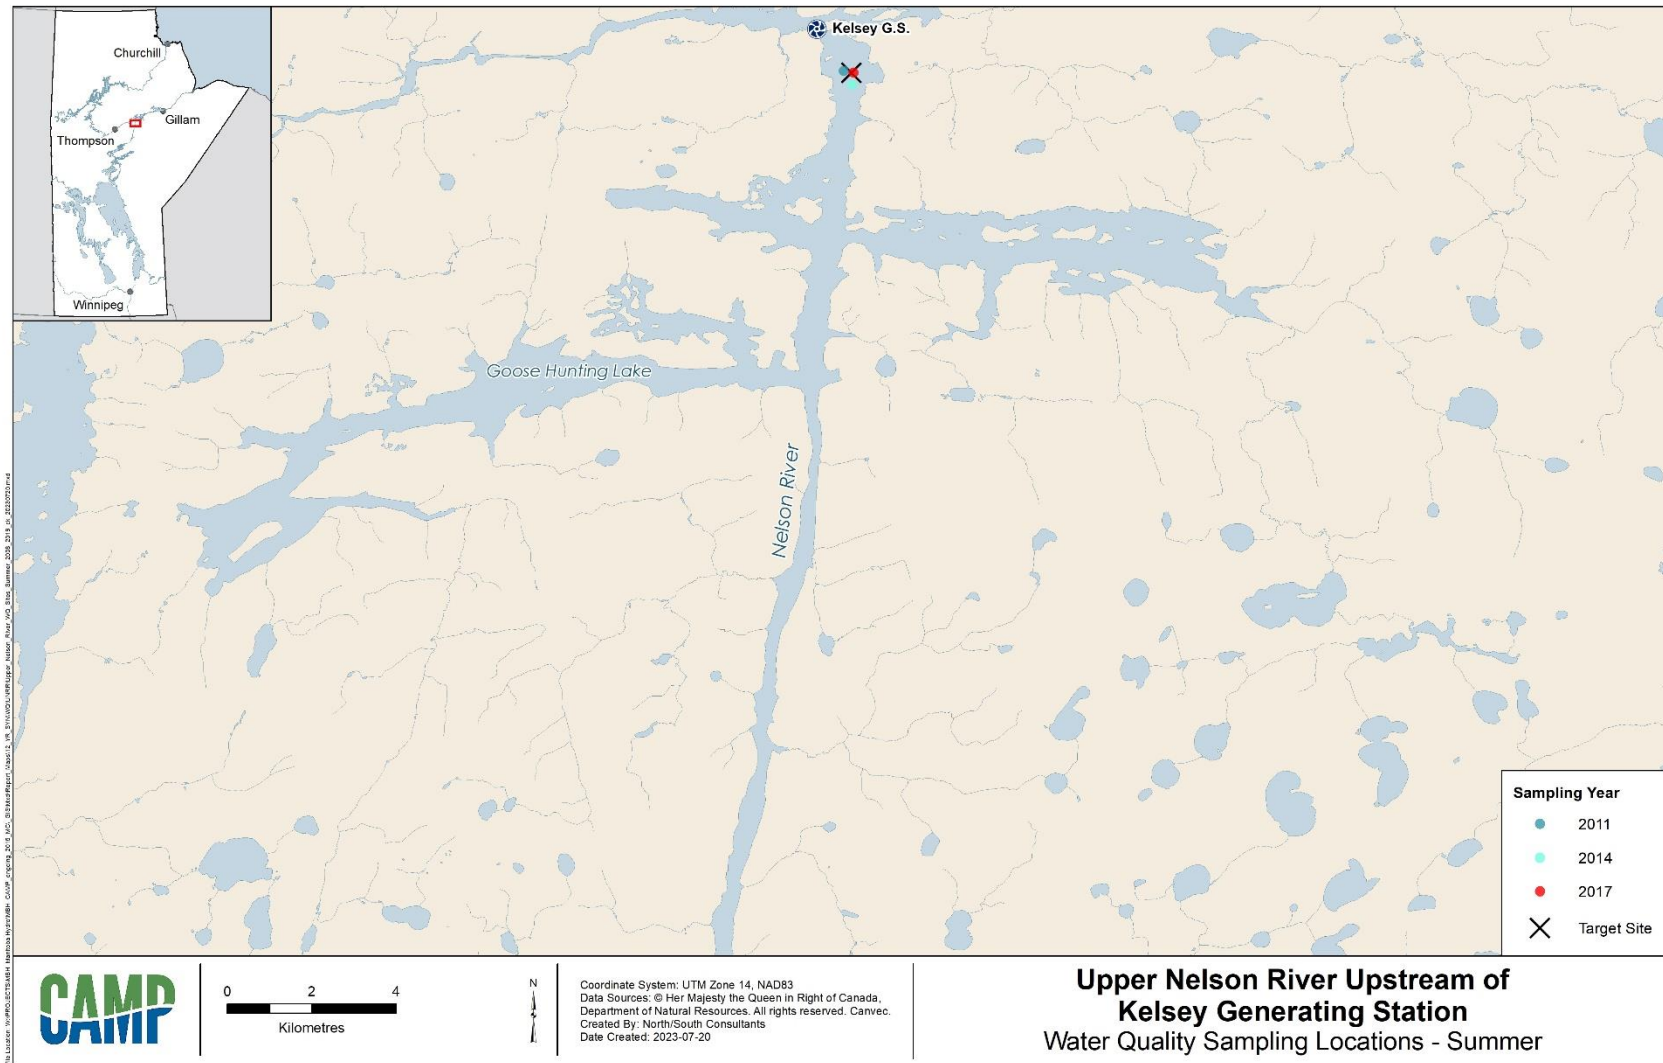 Churchill
Gillam
Thompson
Winnipeg
Kelsey G.S.
Goose Hunting Lake
Nelson River
Sampling Year
2011
2014
2017
Target Site
CAMP
0 2 4
Kilometres
N
Coordinate System: UTM Zone 14, NAD83
Data Sources: © Her Majesty the Queen in Right of Canada,
Department of Natural Resources. All rights reserved. Canvec.
Created By: North/South Consultants
Date Created: 2023-07-20
Upper Nelson River Upstream of
Kelsey Generating Station
Water Quality Sampling Locations - Summer